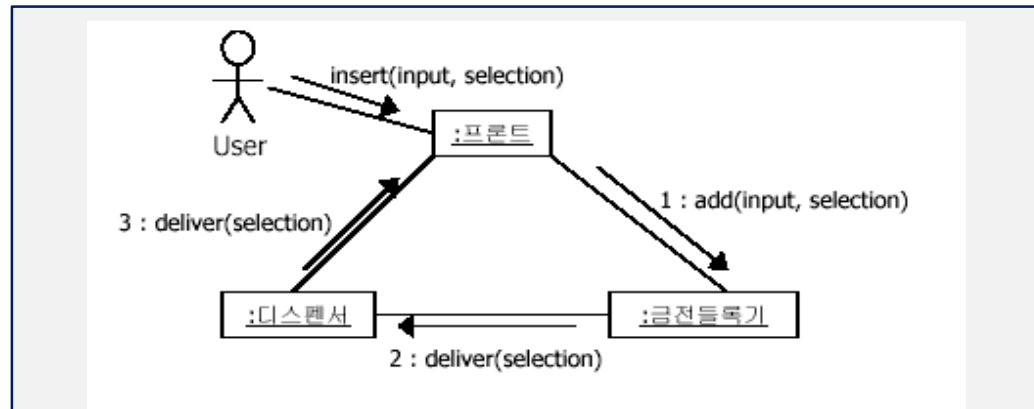 insert(input, selection)
User
:프론트
1 : add(input, selection)
3 : deliver(selection)
:디스펜서
:금전들록기
2 : deliver(selection)